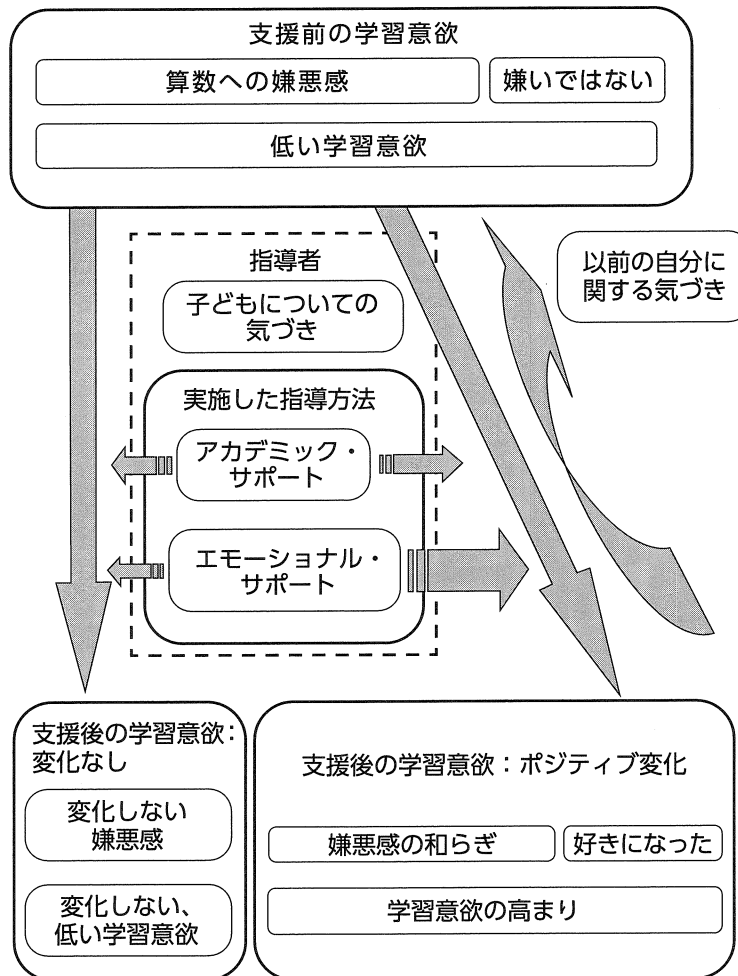 支援前の学習意欲
算数への嫌悪感
嫌いではない
低い学習意欲
指導者
子どもについての
気づき
以前の自分に
関する気づき
実施した指導方法
アカデミック・
サポート
エモーショナル・
サポート
支援後の学習意欲：
変化なし
変化しない
嫌悪感
変化しない、
低い学習意欲
支援後の学習意欲：ポジティブ変化
嫌悪感の和らぎ
好きになった
学習意欲の高まり